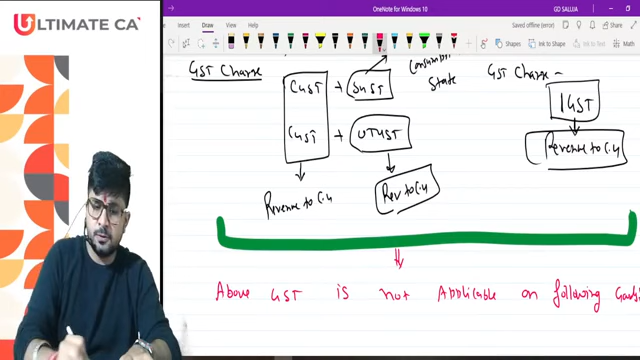 ULTIMATE CA
OneNote for Windows 10
GD SALUJA
Home Insert Draw View Help
Saved offline (error)
Shapes
Ink to Shape
Ink to Text
GST Charge
CGST + SGST
State
CGST + UTGST
Revenue to C.G
Rev to C.G
GST Charge –
IGST
Revenue to C.G
Above GST is not Applicable on following Goods